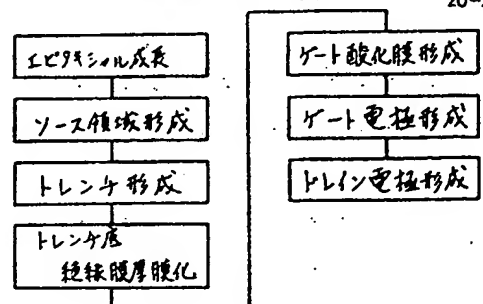 エピタキシャル成長
ソース領域形成
トレンチ形成
トレンチ底
絶縁膜厚膜化
ゲート酸化膜形成
ゲート電極形成
ドレイン電極形成